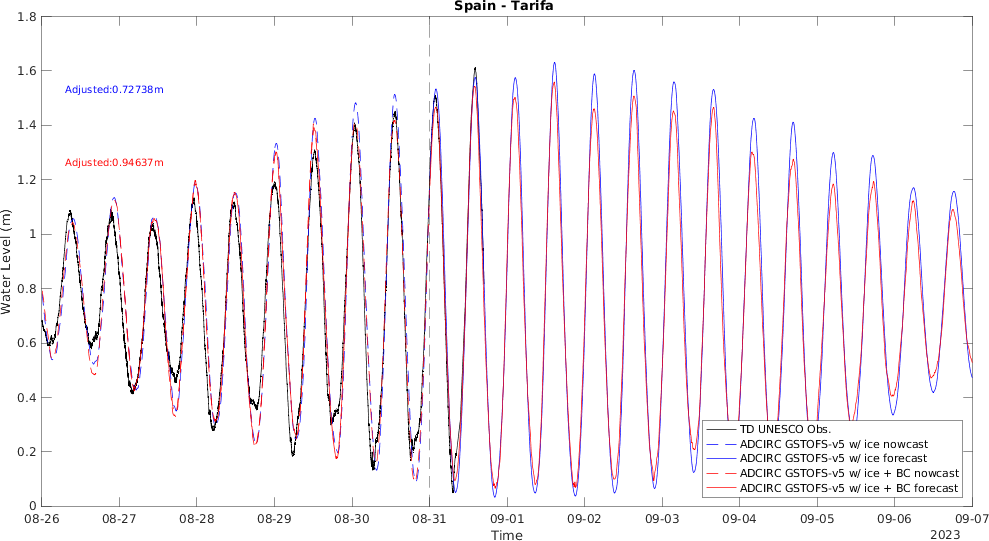 Spain - Tarifa
1.8
1.6
1.4
1.2
1
0.8
0.6
0.4
0.2
0
Water Level (m)
Adjusted:0.72738m
Adjusted:0.94637m
TD UNESCO Obs.
ADCIRC GSTOFS-v5 w/ ice nowcast
ADCIRC GSTOFS-v5 w/ ice forecast
ADCIRC GSTOFS-v5 w/ ice + BC nowcast
ADCIRC GSTOFS-v5 w/ ice + BC forecast
08-26 08-27 08-28 08-29 08-30 08-31 09-01 09-02 09-03 09-04 09-05 09-06 09-07
Time
2023